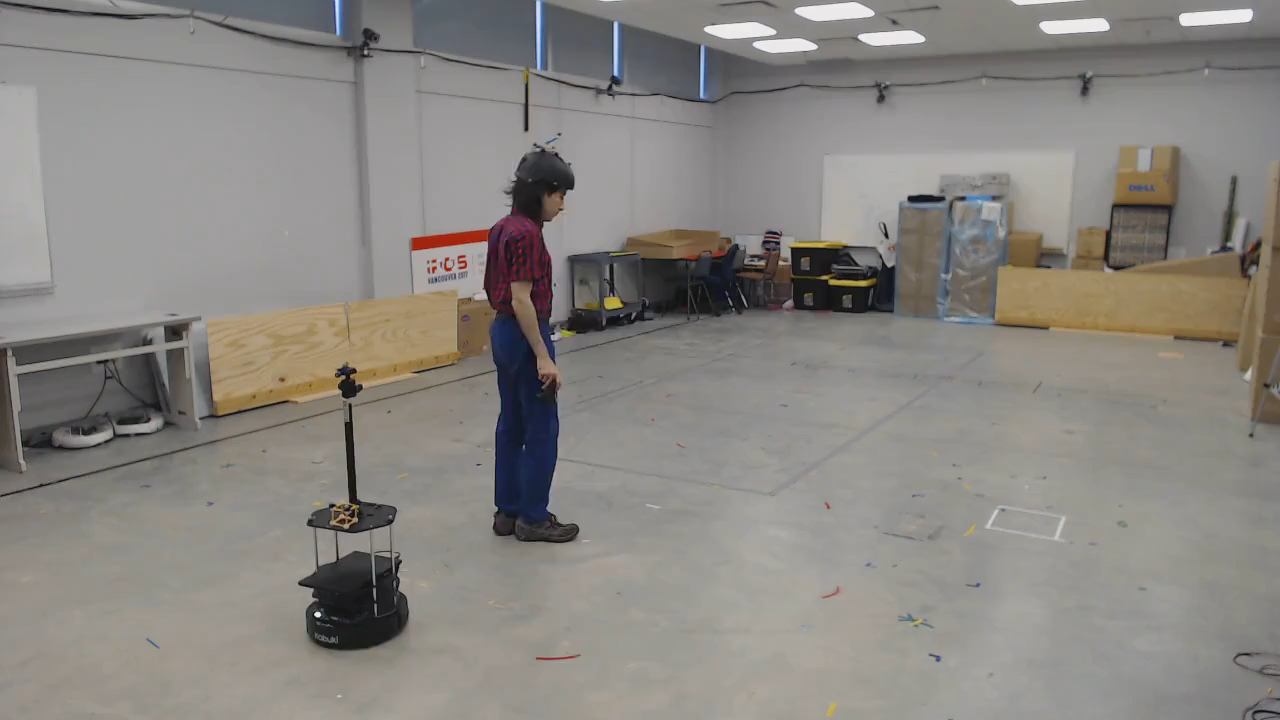 IROS
VANCOUVER 2017
DELL
Kobuki